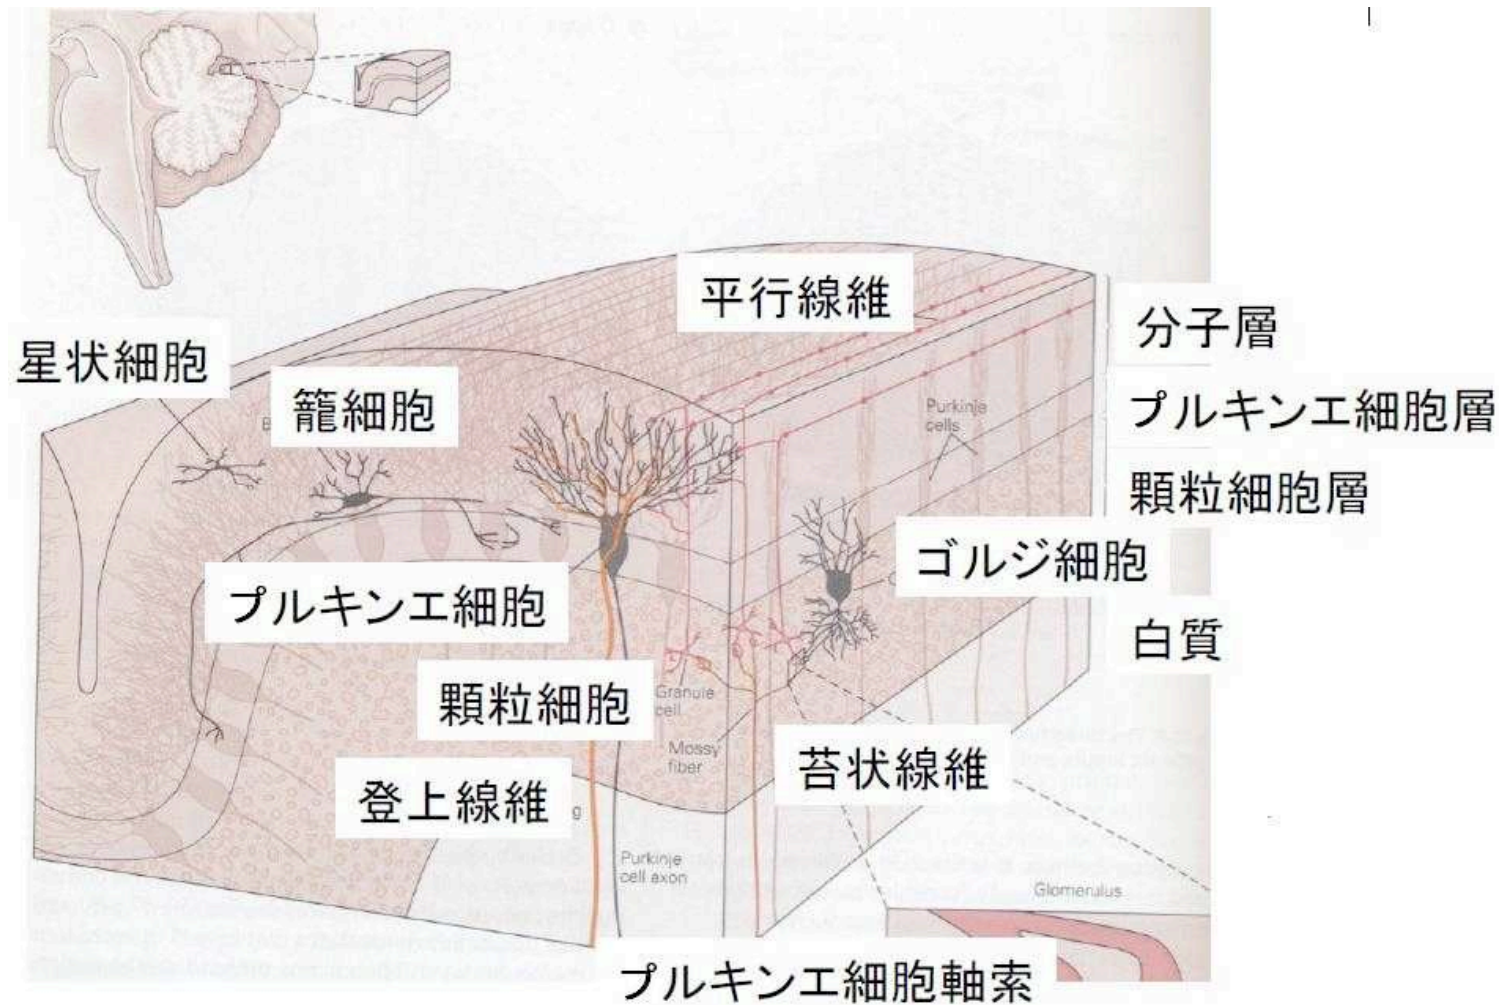 平行線維
分子層
星状細胞
籠細胞
プルキンエ細胞層
Purkinje
cells
顆粒細胞層
ゴルジ細胞
プルキンエ細胞
白質
顆粒細胞
Granule
cell
Mossy
fiber
苔状線維
登上線維
Purkinje
cell axon
Glomerulus
プルキンエ細胞軸索